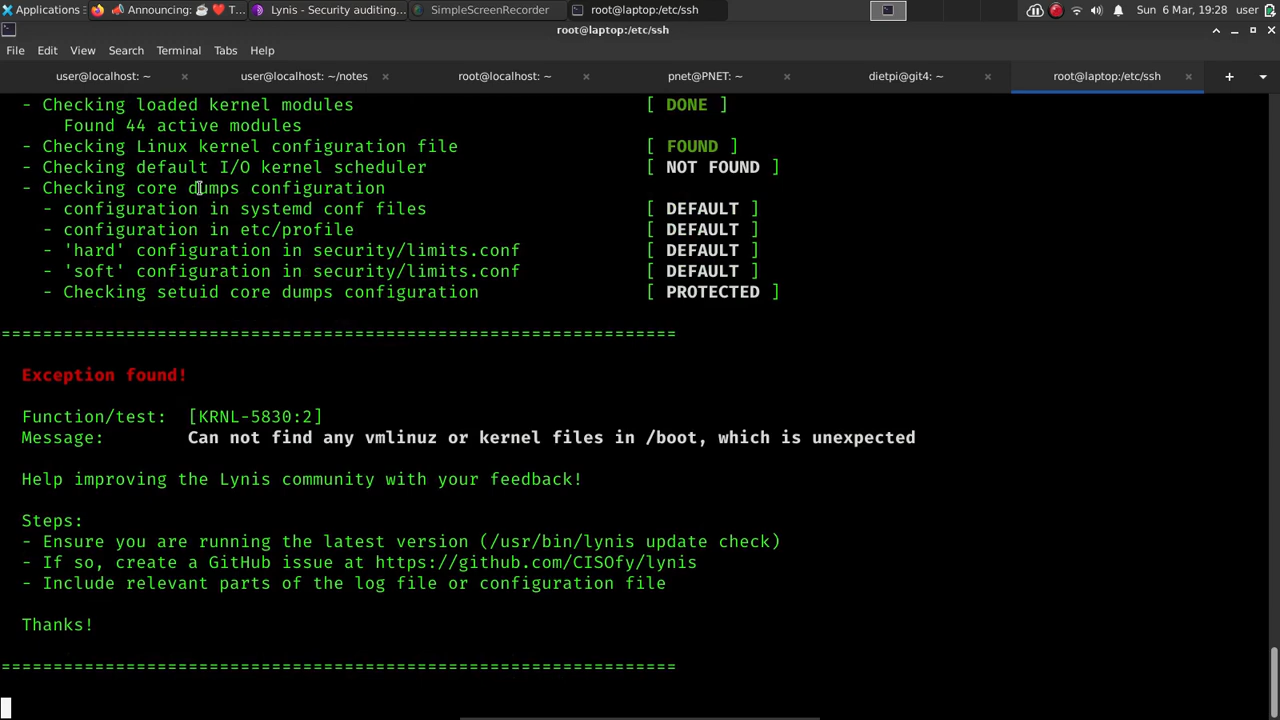 Applications
Announcing: ☕ ❤️ T...
Lynis - Security auditing...
SimpleScreenRecorder
root@laptop:/etc/ssh
Sun 6 Mar, 19:28 user
root@laptop:/etc/ssh
File Edit View Search Terminal Tabs Help
user@localhost: ~ × user@localhost: ~/notes × root@localhost: ~ × pnet@PNET: ~ × dietpi@git4: ~ × root@laptop:/etc/ssh ×
- Checking loaded kernel modules [ DONE ]
Found 44 active modules
- Checking Linux kernel configuration file [ FOUND ]
- Checking default I/O kernel scheduler [ NOT FOUND ]
- Checking core dumps configuration
- configuration in systemd conf files [ DEFAULT ]
- configuration in etc/profile [ DEFAULT ]
- 'hard' configuration in security/limits.conf [ DEFAULT ]
- 'soft' configuration in security/limits.conf [ DEFAULT ]
- Checking setuid core dumps configuration [ PROTECTED ]
=================================================================
Exception found!
Function/test: [KRNL-5830:2]
Message: Can not find any vmlinuz or kernel files in /boot, which is unexpected
Help improving the Lynis community with your feedback!
Steps:
- Ensure you are running the latest version (/usr/bin/lynis update check)
- If so, create a GitHub issue at https://github.com/CISOfy/lynis
- Include relevant parts of the log file or configuration file
Thanks!
=================================================================